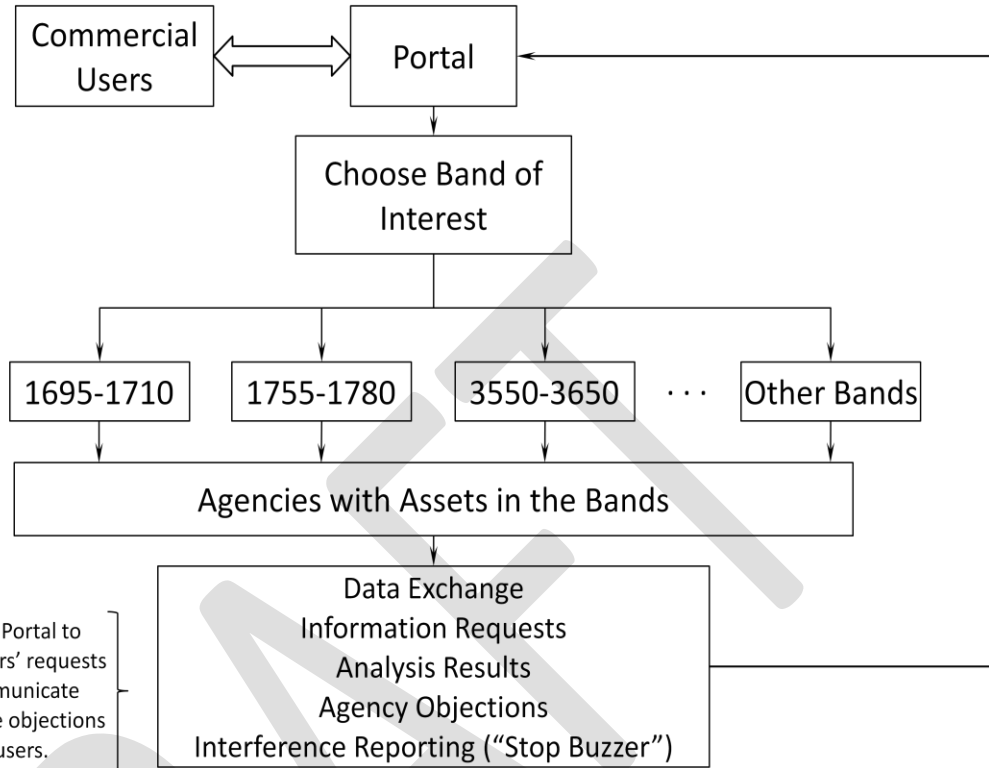 Commercial
Users
Portal
Choose Band of
Interest
1695-1710
1755-1780
3550-3650
. . .
Other Bands
Agencies with Assets in the Bands
Data Exchange
Information Requests
Analysis Results
Agency Objections
Interference Reporting (“Stop Buzzer”)
Portal to
requests
objections
users.